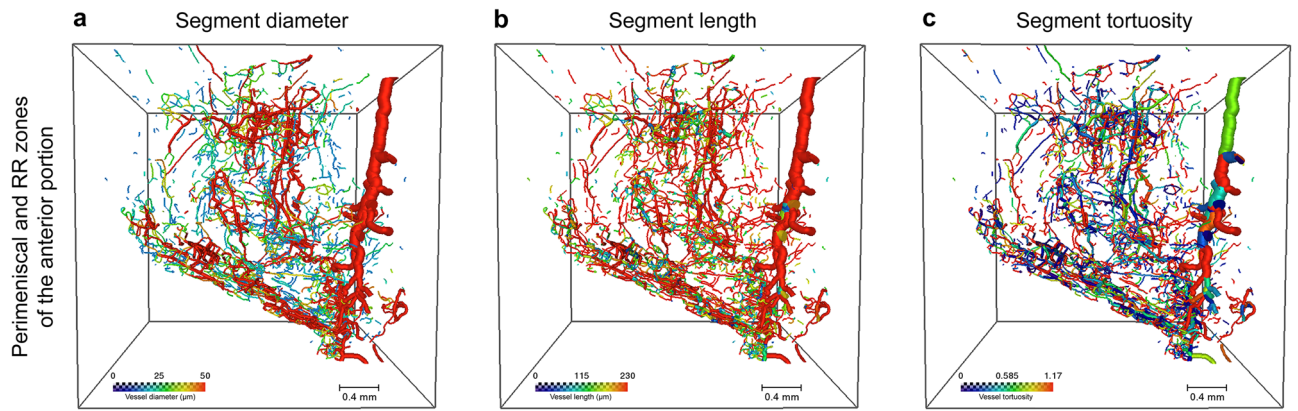 a Segment diameter
b Segment length
c Segment tortuosity
Perimeniscal and RR zones
of the anterior portion
0 25 50
Vessel diameter (µm)
0.4 mm
0 115 230
Vessel length (µm)
0.4 mm
0 0.585 1.17
Vessel tortuosity
0.4 mm